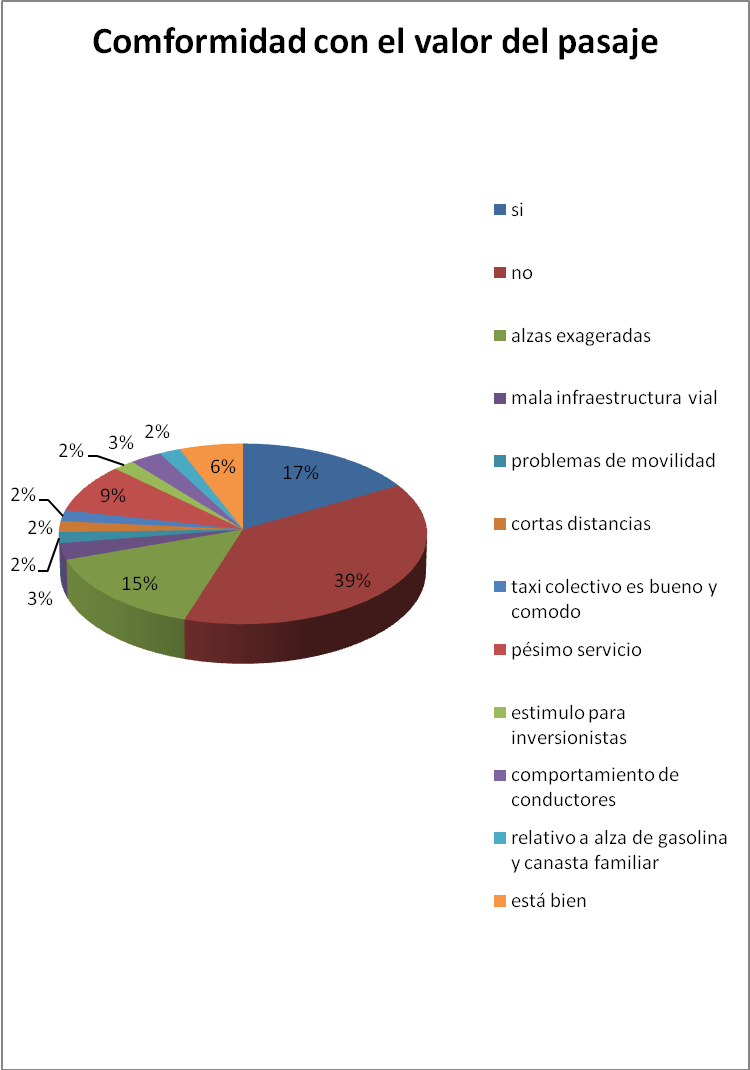 Comformidad con el valor del pasaje
si
no
alzas exageradas
mala infraestructura vial
problemas de movilidad
cortas distancias
taxi colectivo es bueno y
comodo
pésimo servicio
estimulo para
inversionistas
comportamiento de
conductores
relativo a alza de gasolina
y canasta familiar
está bien
17%
39%
15%
3%
2%
2%
2%
9%
2%
3%
2%
6%